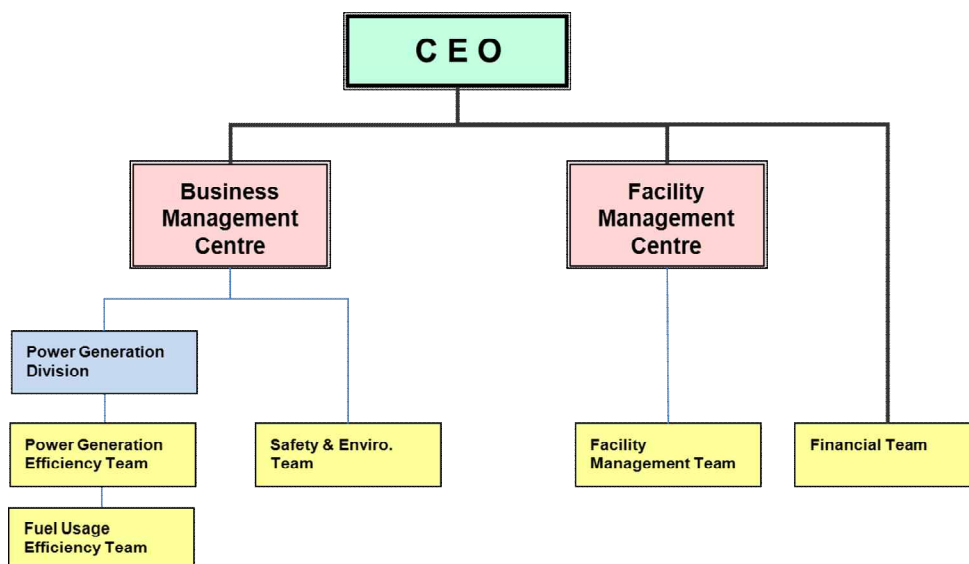 C E O
Business
Management
Centre
Facility
Management
Centre
Power Generation
Division
Power Generation
Efficiency Team
Safety & Enviro.
Team
Facility
Management Team
Financial Team
Fuel Usage
Efficiency Team